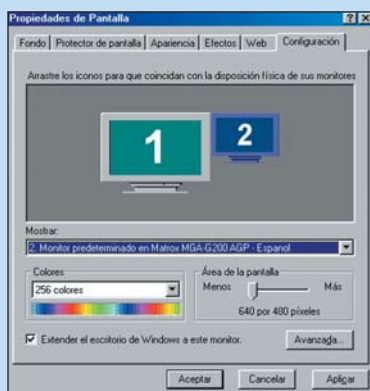 Propiedades de Pantalla
Fondo Protector de pantalla Apariencia Efectos Web Configuración
Arrastre los iconos para que coincidan con la disposición física de sus monitores
1 2
Mostrar:
2. Monitor predeterminado en Matrox MGA-G200 AGP - Espanol
Colores Área de la pantalla
256 colores Menos Más
640 por 480 píxeles
Extender el escritorio de Windows a este monitor. Avanzada...
Aceptar Cancelar Aplicar